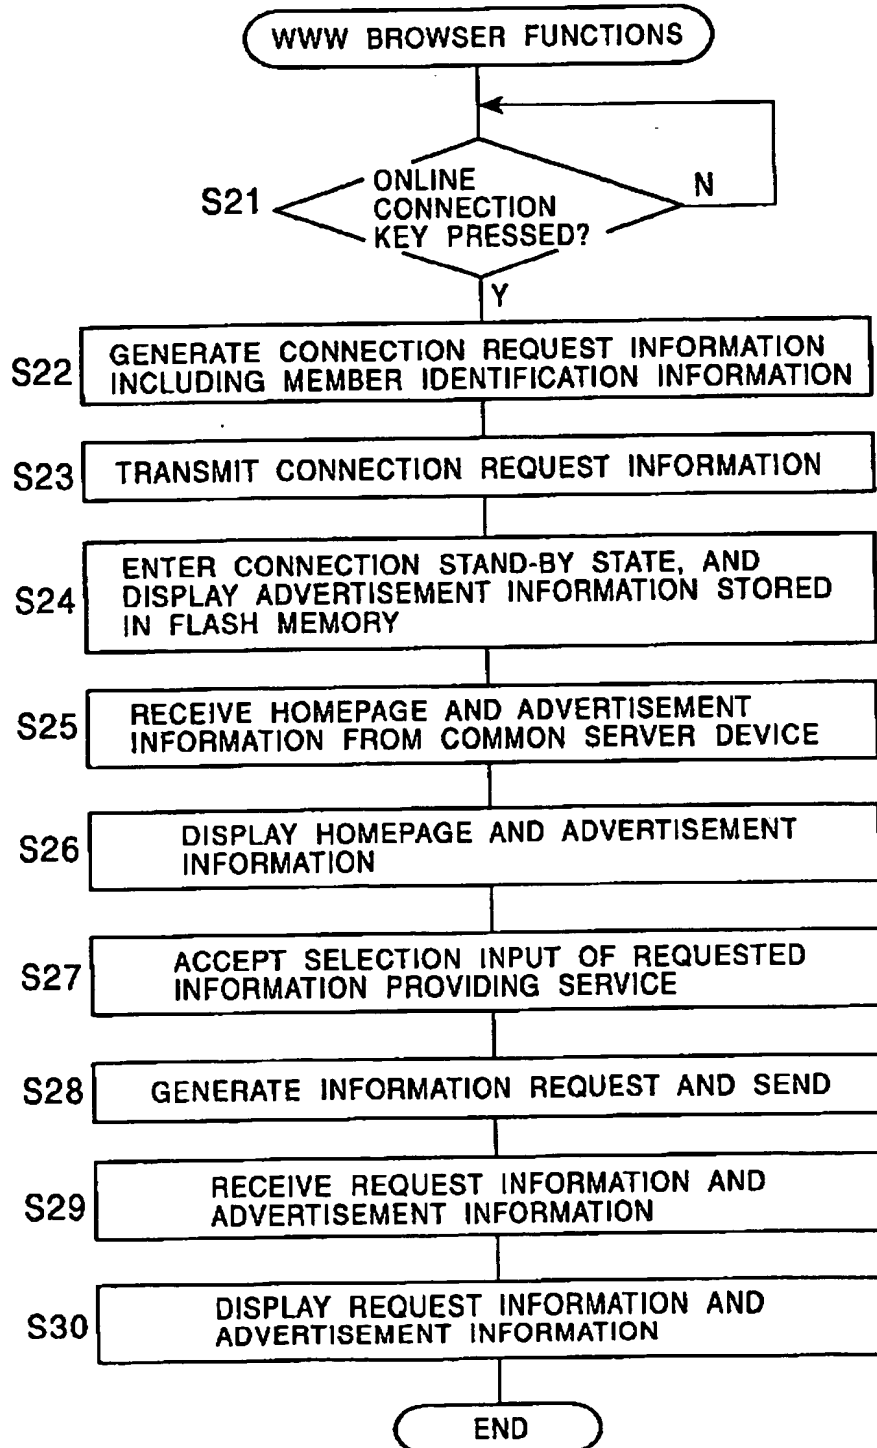 WWW BROWSER FUNCTIONS
S21
ONLINE
CONNECTION
KEY PRESSED?
N
Y
S22
GENERATE CONNECTION REQUEST INFORMATION
INCLUDING MEMBER IDENTIFICATION INFORMATION
S23
TRANSMIT CONNECTION REQUEST INFORMATION
S24
ENTER CONNECTION STAND-BY STATE, AND
DISPLAY ADVERTISEMENT INFORMATION STORED
IN FLASH MEMORY
S25
RECEIVE HOMEPAGE AND ADVERTISEMENT
INFORMATION FROM COMMON SERVER DEVICE
S26
DISPLAY HOMEPAGE AND ADVERTISEMENT
INFORMATION
S27
ACCEPT SELECTION INPUT OF REQUESTED
INFORMATION PROVIDING SERVICE
S28
GENERATE INFORMATION REQUEST AND SEND
S29
RECEIVE REQUEST INFORMATION AND
ADVERTISEMENT INFORMATION
S30
DISPLAY REQUEST INFORMATION AND
ADVERTISEMENT INFORMATION
END